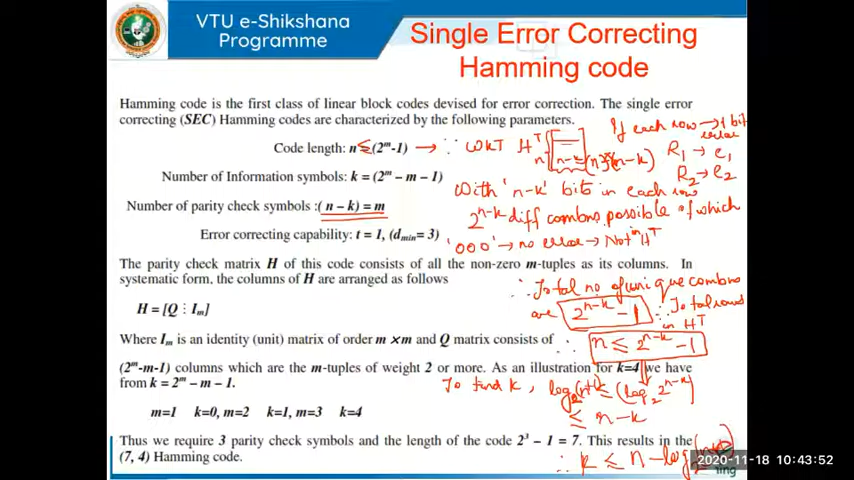 VTU e-Shikshana
Programme
Single Error Correcting
Hamming code
Hamming code is the first class of linear block codes devised for error correction. The single error
correcting (SEC) Hamming codes are characterized by the following parameters.
Code length: n ≤ (2^m-1) → ∵ WKT H^T
n-k = (n × n-k)
If each row → 1 bit
error
R₁ → e₁
R₂ → e₂
Number of Information symbols: k = (2^m − m − 1)
With 'n-k' bits in each row
Number of parity check symbols :( n − k) = m
2^n-k diff combns possible of which
Error correcting capability: t = 1, (d_min= 3)
'000' → no error → Not in H^T
The parity check matrix H of this code consists of all the non-zero m-tuples as its columns. In
systematic form, the columns of H are arranged as follows
∴ Total no of unique combns
are 2^n-k - 1 ∵ Total rows
in H^T
H = [Q ⋮ I_m]
Where I_m is an identity (unit) matrix of order m × m and Q matrix consists of
∴ n ≤ 2^n-k - 1
(2^m-m-1) columns which are the m-tuples of weight 2 or more. As an illustration for k=4 we have
from k = 2^m − m − 1.
To find k, log₂(n+1) ≤ (log₂ 2^n-k)
≤ n-k
m=1 k=0, m=2 k=1, m=3 k=4
Thus we require 3 parity check symbols and the length of the code 2³ − 1 = 7. This results in the
(7, 4) Hamming code.
∴ k ≤ n - log
2020-11-18 10:43:52